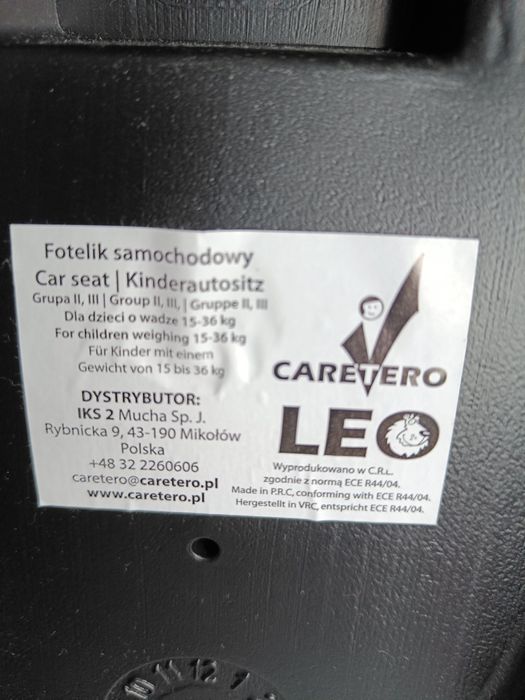 Fotelik samochodowy
Car seat | Kinderautositz
Grupa II, III | Group II, III, | Gruppe II, III
Dla dzieci o wadze 15-36 kg
For children weighing 15-36 kg
Für Kinder mit einem
Gewicht von 15 bis 36 kg
DYSTRYBUTOR:
IKS 2 Mucha Sp. J.
Rybnicka 9, 43-190 Mikołów
Polska
+48 32 2260606
caretero@caretero.pl
www.caretero.pl
CARETERO
LEO
Wyprodukowano w C.R.L.
zgodnie z normą ECE R44/04.
Made in P.R.C, conforming with ECE R44/04.
Hergestellt in VRC, entspricht ECE R44/04.
10 11 12 1